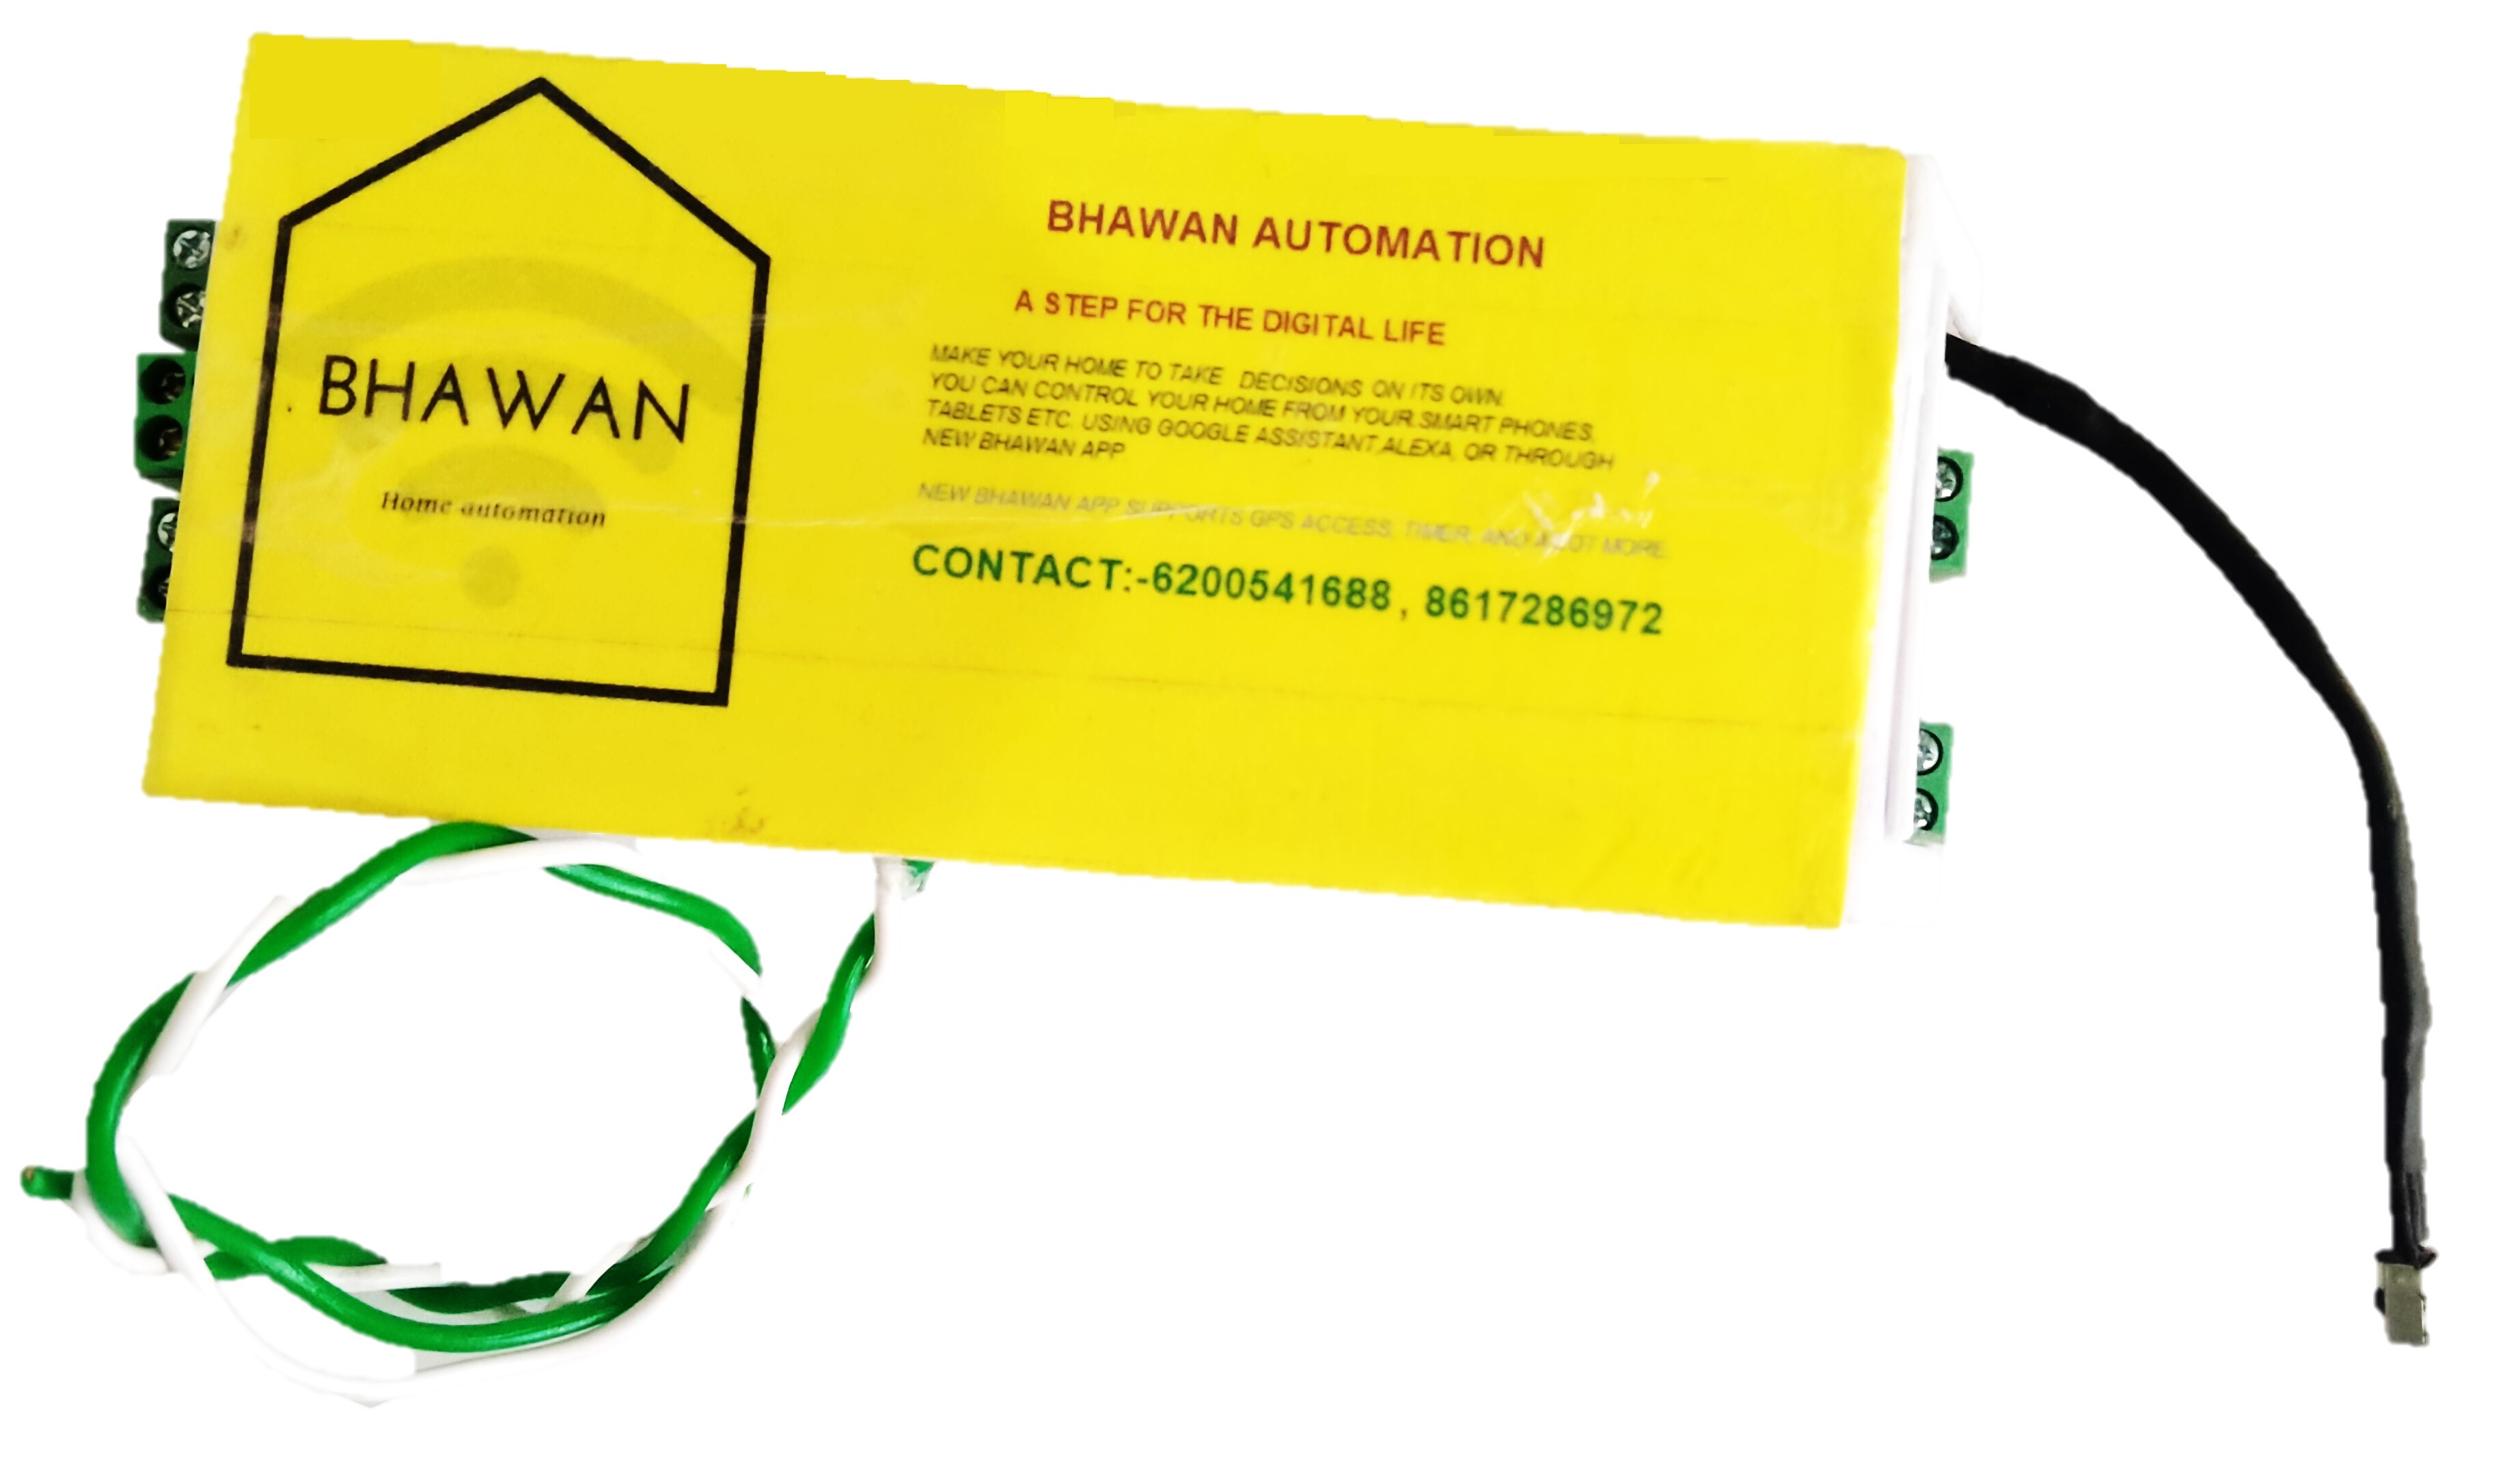 BHAWAN
Home automation
BHAWAN AUTOMATION
A STEP FOR THE DIGITAL LIFE
MAKE YOUR HOME TO TAKE DECISIONS ON ITS OWN.
YOU CAN CONTROL YOUR HOME FROM YOUR SMART PHONES,
TABLETS ETC. USING GOOGLE ASSISTANT,ALEXA, OR THROUGH
NEW BHAWAN APP
NEW BHAWAN APP SUPPORTS GPS ACCESS, TIMER, AND A LOT MORE.
CONTACT:-6200541688, 8617286972